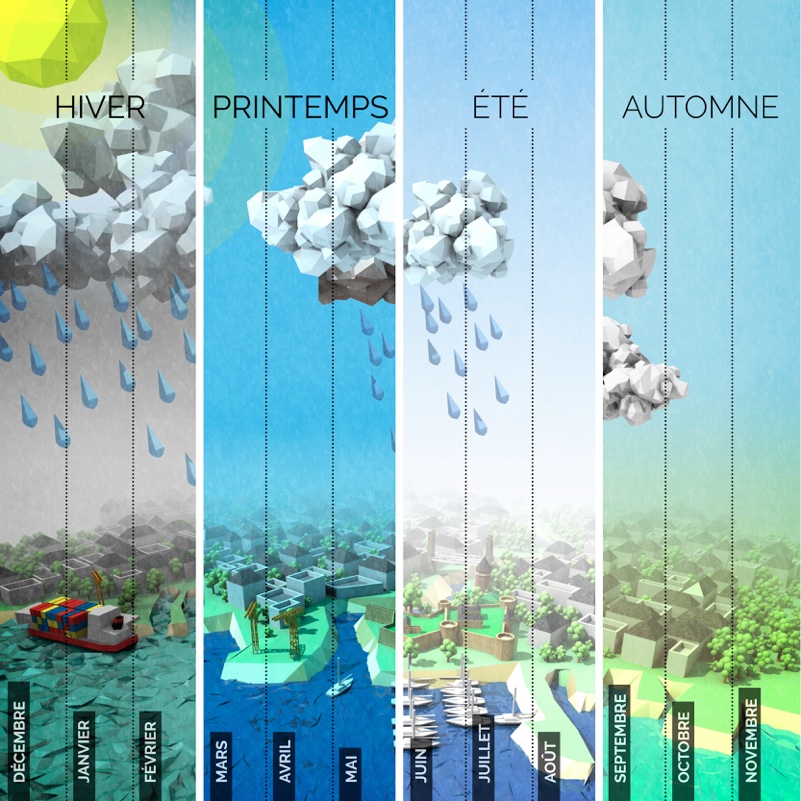 HIVER
PRINTEMPS
ÉTÉ
AUTOMNE
DÉCEMBRE
JANVIER
FÉVRIER
MARS
AVRIL
MAI
JUIN
JUILLET
AOÛT
SEPTEMBRE
OCTOBRE
NOVEMBRE